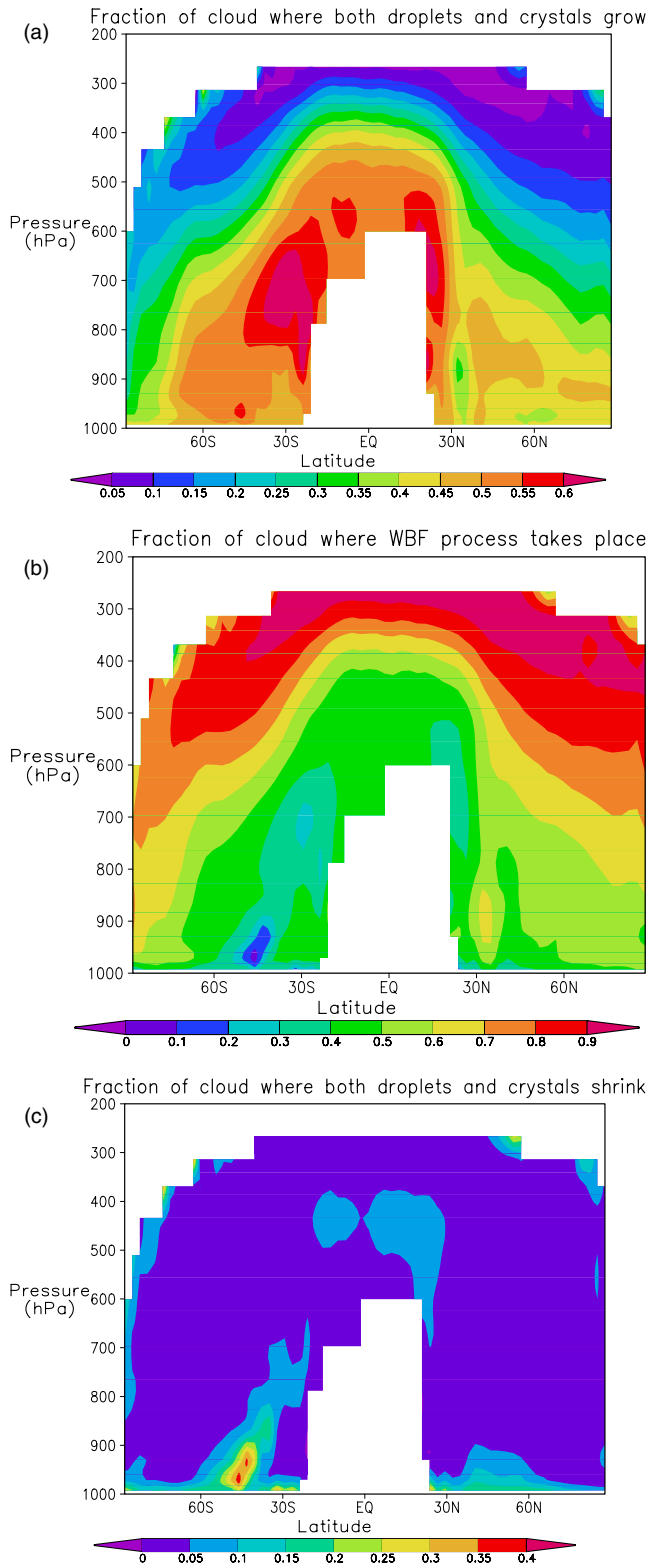 (a)
Fraction of cloud where both droplets and crystals grow
200
300
400
500
Pressure
(hPa)
600
700
800
900
1000
60S 30S EQ 30N 60N
Latitude
0.05 0.1 0.15 0.2 0.25 0.3 0.35 0.4 0.45 0.5 0.55 0.6
(b)
Fraction of cloud where WBF process takes place
200
300
400
500
Pressure
(hPa)
600
700
800
900
1000
60S 30S EQ 30N 60N
Latitude
0 0.1 0.2 0.3 0.4 0.5 0.6 0.7 0.8 0.9
Fraction of cloud where both droplets and crystals shrink
(c)
200
300
400
500
Pressure
(hPa)
600
700
800
900
1000
60S 30S EQ 30N 60N
Latitude
0 0.05 0.1 0.15 0.2 0.25 0.3 0.35 0.4